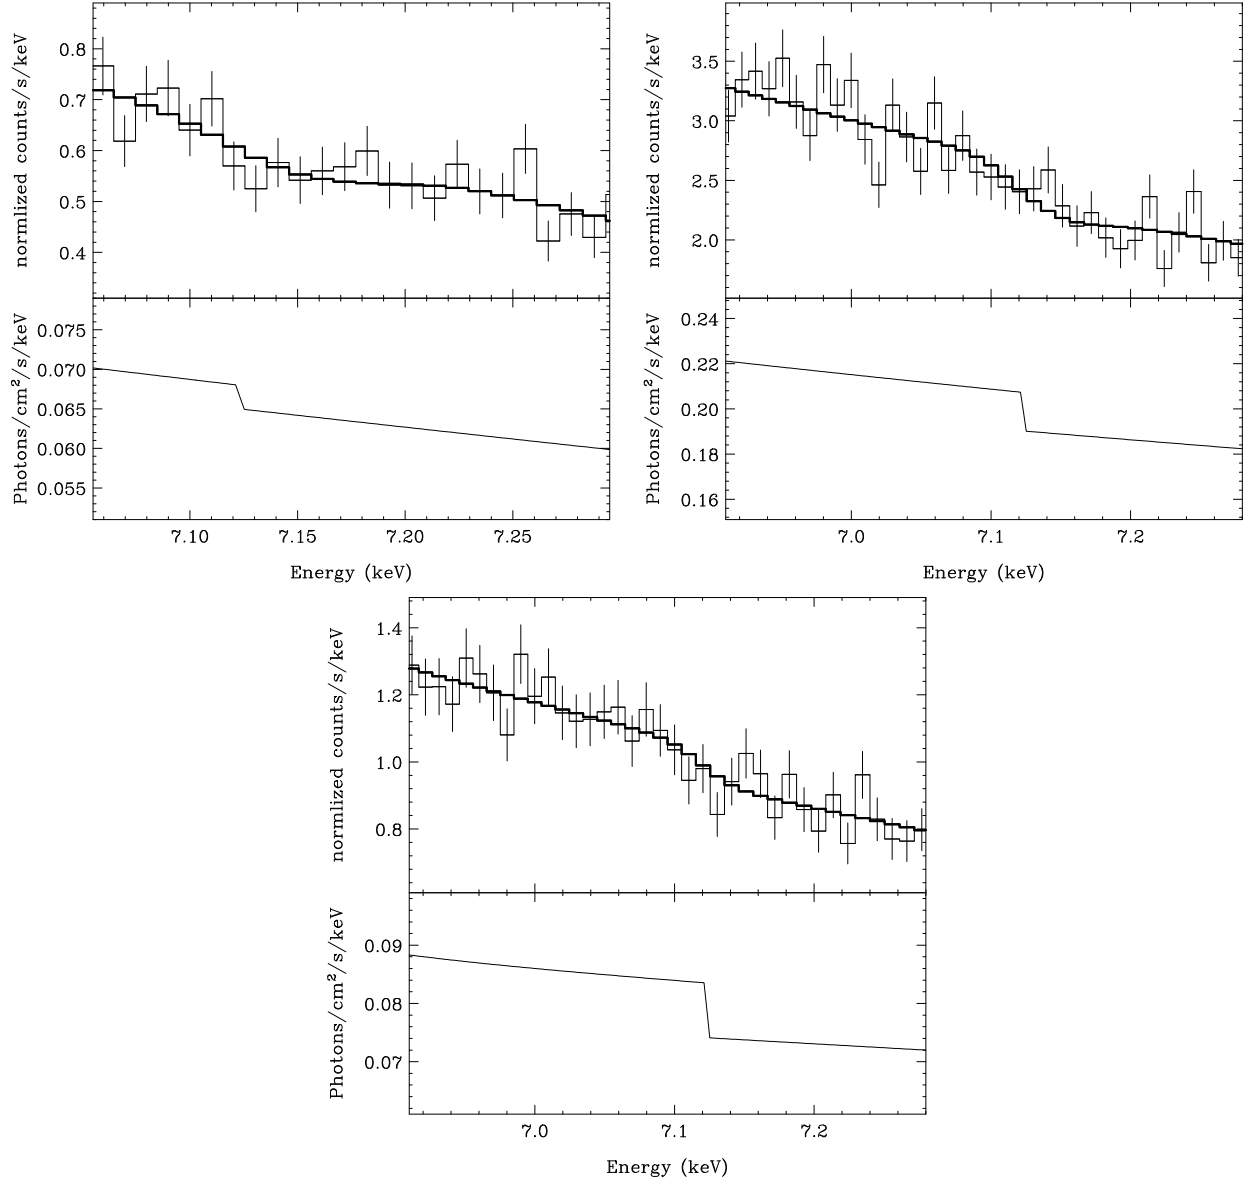 normlized counts/s/keV
0.8
0.7
0.6
0.5
0.4
Photons/cm²/s/keV
0.075
0.070
0.065
0.060
0.055
7.10 7.15 7.20 7.25
Energy (keV)
normlized counts/s/keV
3.5
3.0
2.5
2.0
Photons/cm²/s/keV
0.24
0.22
0.20
0.18
0.16
7.0 7.1 7.2
Energy (keV)
normlized counts/s/keV
1.4
1.2
1.0
0.8
Photons/cm²/s/keV
0.09
0.08
0.07
7.0 7.1 7.2
Energy (keV)